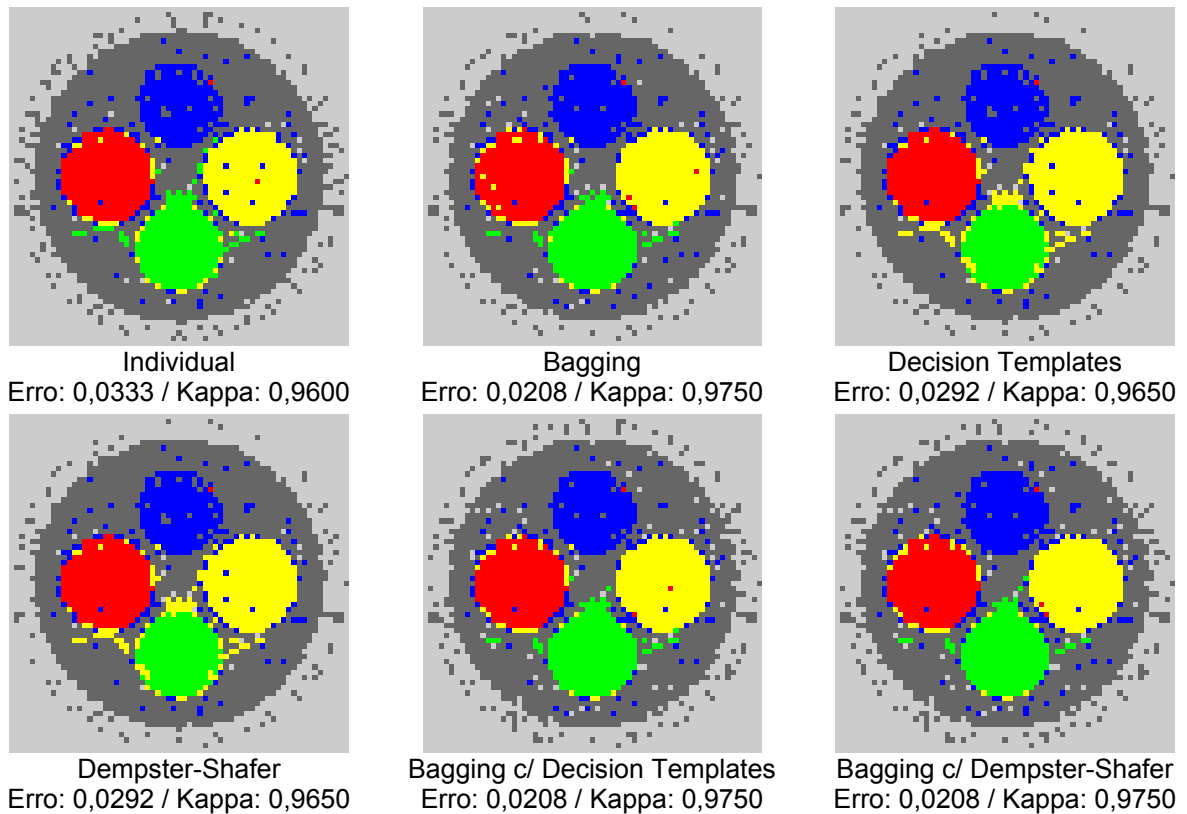 Individual
Erro: 0,0333 / Kappa: 0,9600
Bagging
Erro: 0,0208 / Kappa: 0,9750
Decision Templates
Erro: 0,0292 / Kappa: 0,9650
Dempster-Shafer
Erro: 0,0292 / Kappa: 0,9650
Bagging c/ Decision Templates
Erro: 0,0208 / Kappa: 0,9750
Bagging c/ Dempster-Shafer
Erro: 0,0208 / Kappa: 0,9750